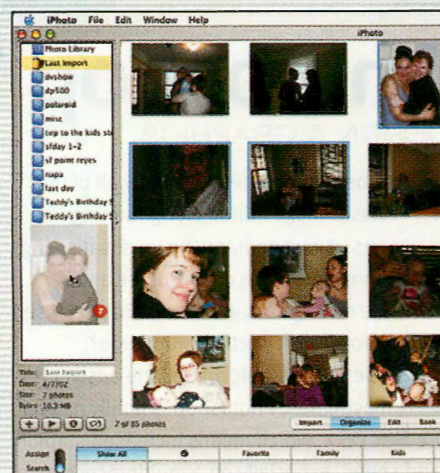 iPhoto File Edit Window Help
iPhoto
Photo Library
Last Import
dvshow
dp500
polaroid
misc
trip to the kids sto
sfday 1-2
sf point reyes
napa
last day
Teddy's Birthday
Teddy's Birthday
7
Title: Last Import
Date: 4/7/02
Size: 7 photos
Bytes: 10.3 MB
7 of 85 photos
Import Organize Edit Book
Assign
Search
Show All Favorite Family Kids